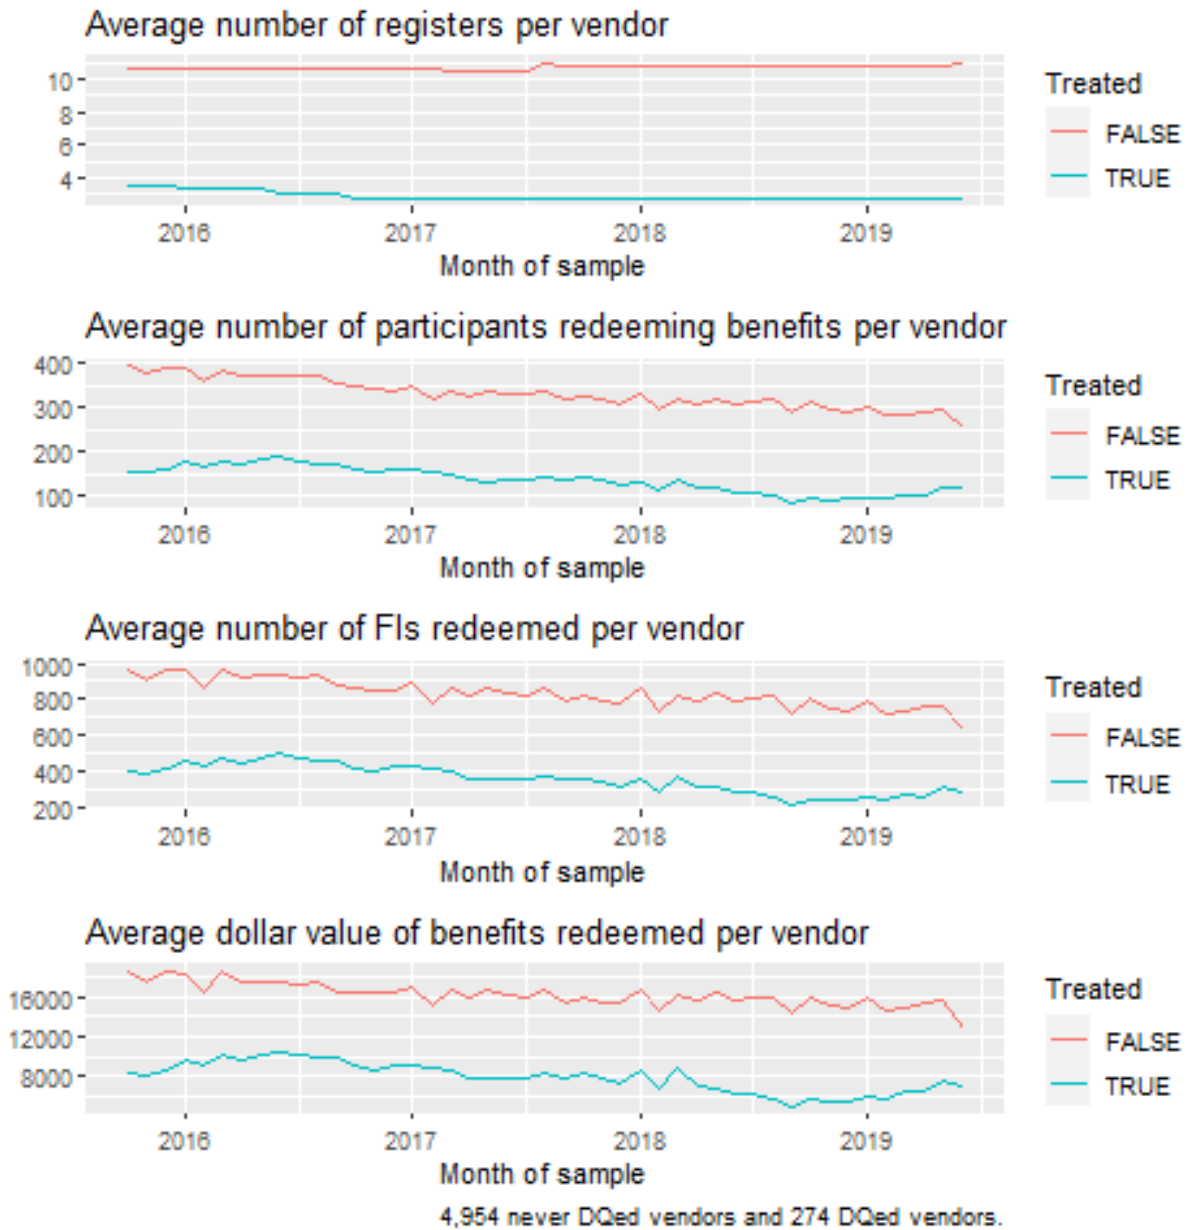 Average number of registers per vendor
10
8
6
4
2016 2017 2018 2019
Month of sample
Treated
FALSE
TRUE
Average number of participants redeeming benefits per vendor
400
300
200
100
2016 2017 2018 2019
Month of sample
Treated
FALSE
TRUE
Average number of FIs redeemed per vendor
1000
800
600
400
200
2016 2017 2018 2019
Month of sample
Treated
FALSE
TRUE
Average dollar value of benefits redeemed per vendor
16000
12000
8000
2016 2017 2018 2019
Month of sample
Treated
FALSE
TRUE
4,954 never DQed vendors and 274 DQed vendors.